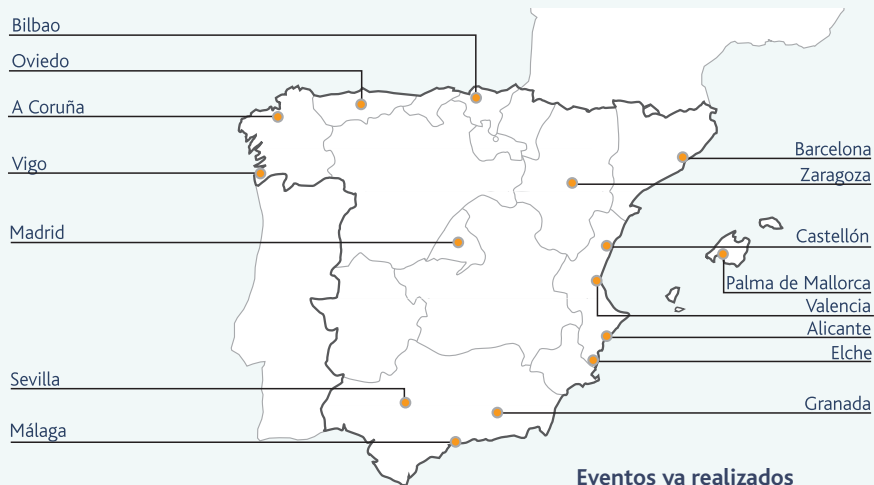 Bilbao
Oviedo
A Coruña
Vigo
Madrid
Sevilla
Málaga
Barcelona
Zaragoza
Castellón
Palma de Mallorca
Valencia
Alicante
Elche
Granada
Eventos ya realizados